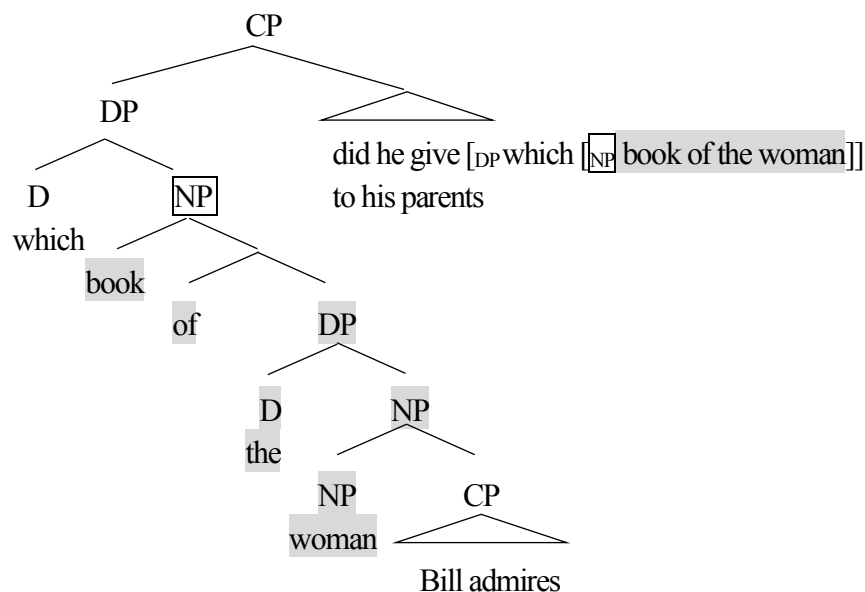 CP
DP
did he give [DP which [NP book of the woman]]
D
NP
to his parents
which
book
of
DP
D
NP
the
NP
CP
woman
Bill admires